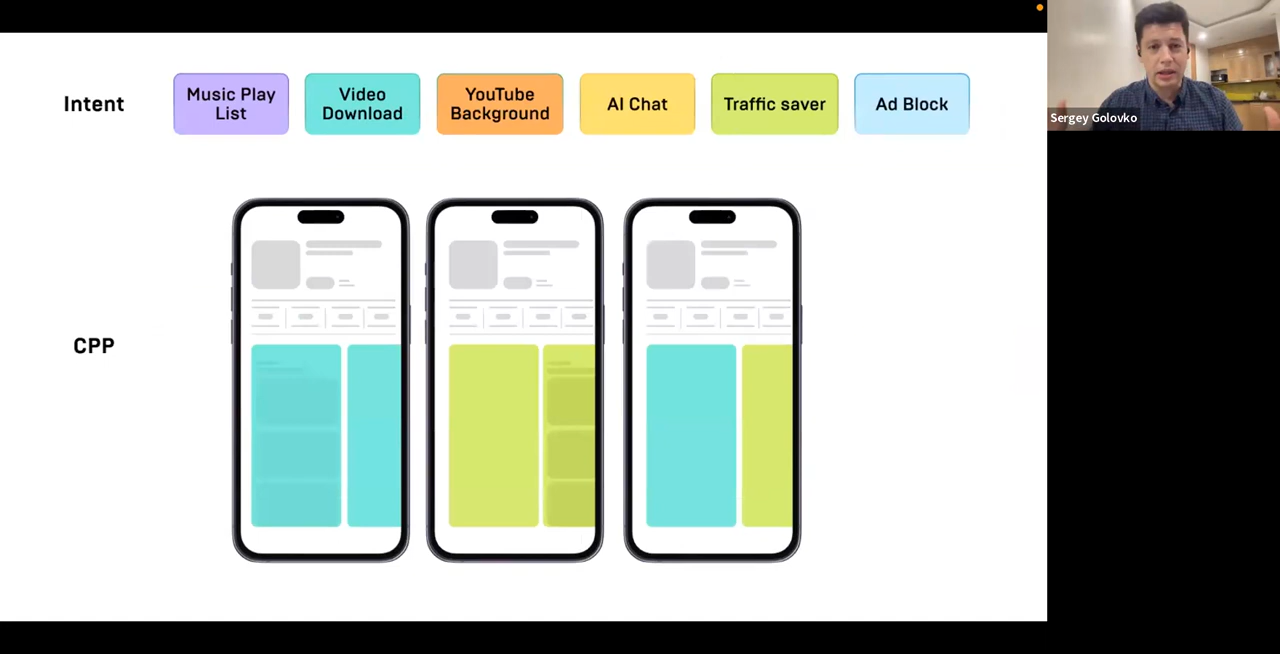 Intent
Music Play
List
Video
Download
YouTube
Background
AI Chat
Traffic saver
Ad Block
Sergey Golovko
CPP